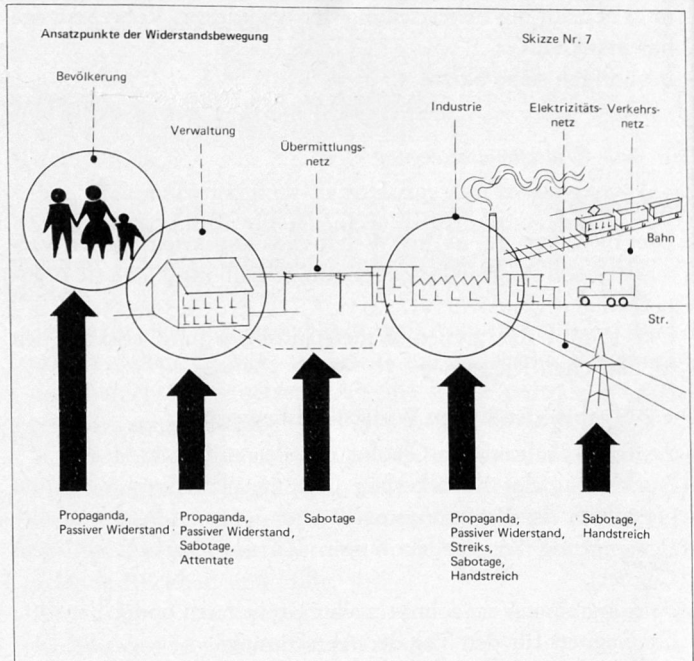 Ansatzpunkte der Widerstandsbewegung
Skizze Nr. 7
Bevölkerung
Verwaltung
Übermittlungs-
netz
Industrie
Elektrizitäts-
netz
Verkehrs-
netz
Bahn
Str.
Propaganda,
Passiver Widerstand
Propaganda,
Passiver Widerstand,
Sabotage,
Attentate
Sabotage
Propaganda,
Passiver Widerstand,
Streiks,
Sabotage,
Handstreich
Sabotage,
Handstreich